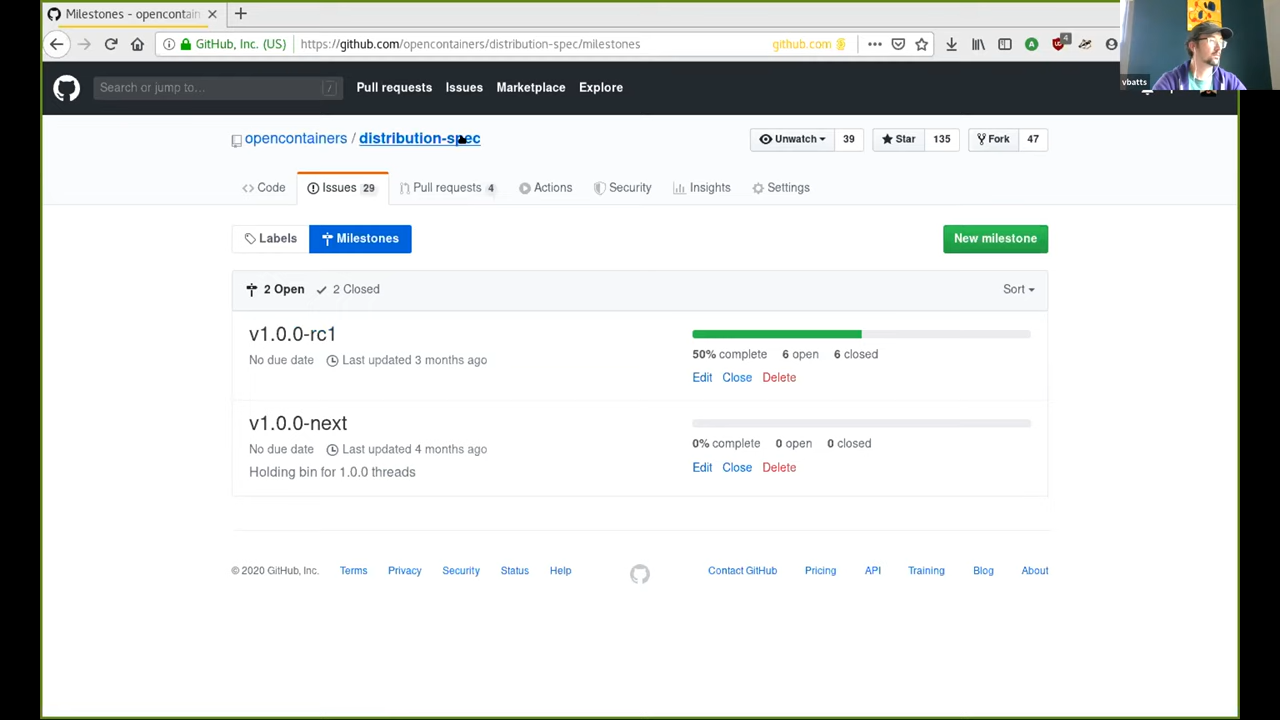 Milestones - opencontain
GitHub, Inc. (US) https://github.com/opencontainers/distribution-spec/milestones github.com 4
vbatts
Search or jump to... / Pull requests Issues Marketplace Explore
opencontainers / distribution-spec Unwatch 39 Star 135 Fork 47
Code Issues 29 Pull requests 4 Actions Security Insights Settings
Labels Milestones New milestone
2 Open 2 Closed Sort
v1.0.0-rc1
No due date Last updated 3 months ago
50% complete 6 open 6 closed
Edit Close Delete
v1.0.0-next
No due date Last updated 4 months ago
Holding bin for 1.0.0 threads
0% complete 0 open 0 closed
Edit Close Delete
© 2020 GitHub, Inc. Terms Privacy Security Status Help Contact GitHub Pricing API Training Blog About